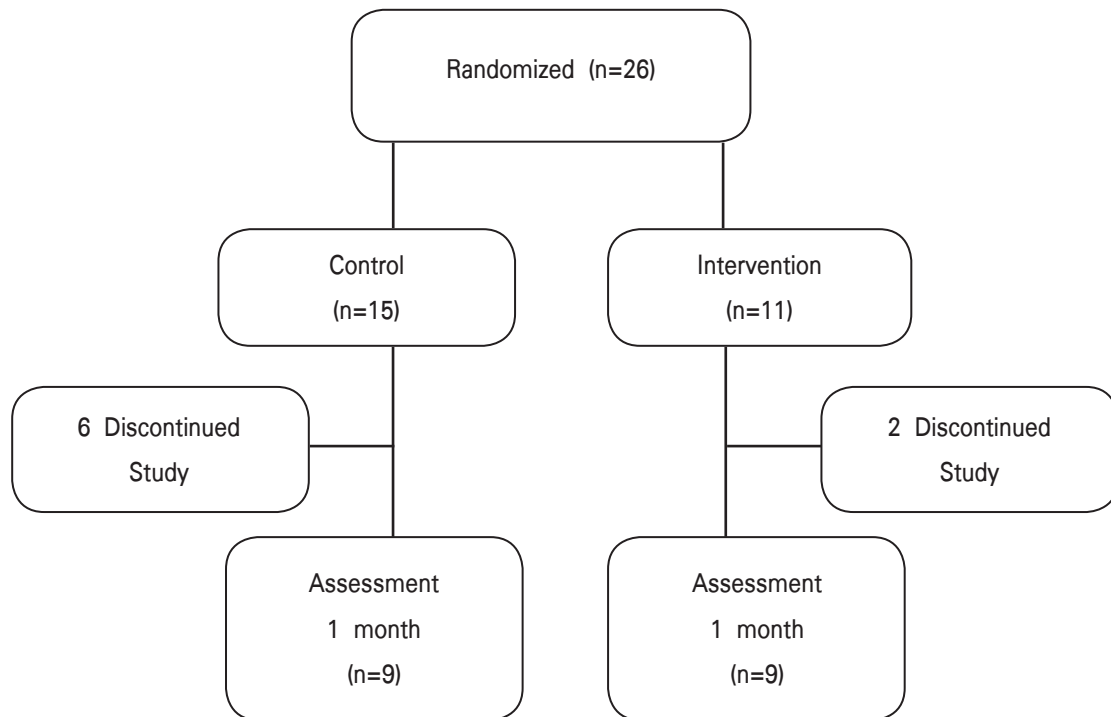 Randomized (n=26)
Control
(n=15)
Intervention
(n=11)
6 Discontinued
Study
2 Discontinued
Study
Assessment
1 month
(n=9)
Assessment
1 month
(n=9)